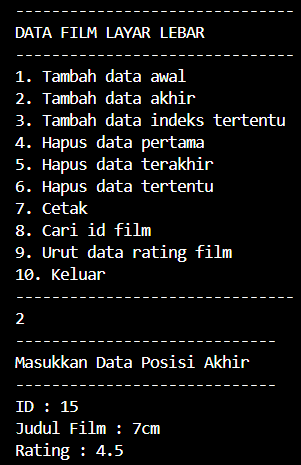 -------------------------------
DATA FILM LAYAR LEBAR
-------------------------------
1. Tambah data awal
2. Tambah data akhir
3. Tambah data indeks tertentu
4. Hapus data pertama
5. Hapus data terakhir
6. Hapus data tertentu
7. Cetak
8. Cari id film
9. Urut data rating film
10. Keluar
-------------------------------
2
-----------------------------
Masukkan Data Posisi Akhir
-----------------------------
ID : 15
Judul Film : 7cm
Rating : 4.5